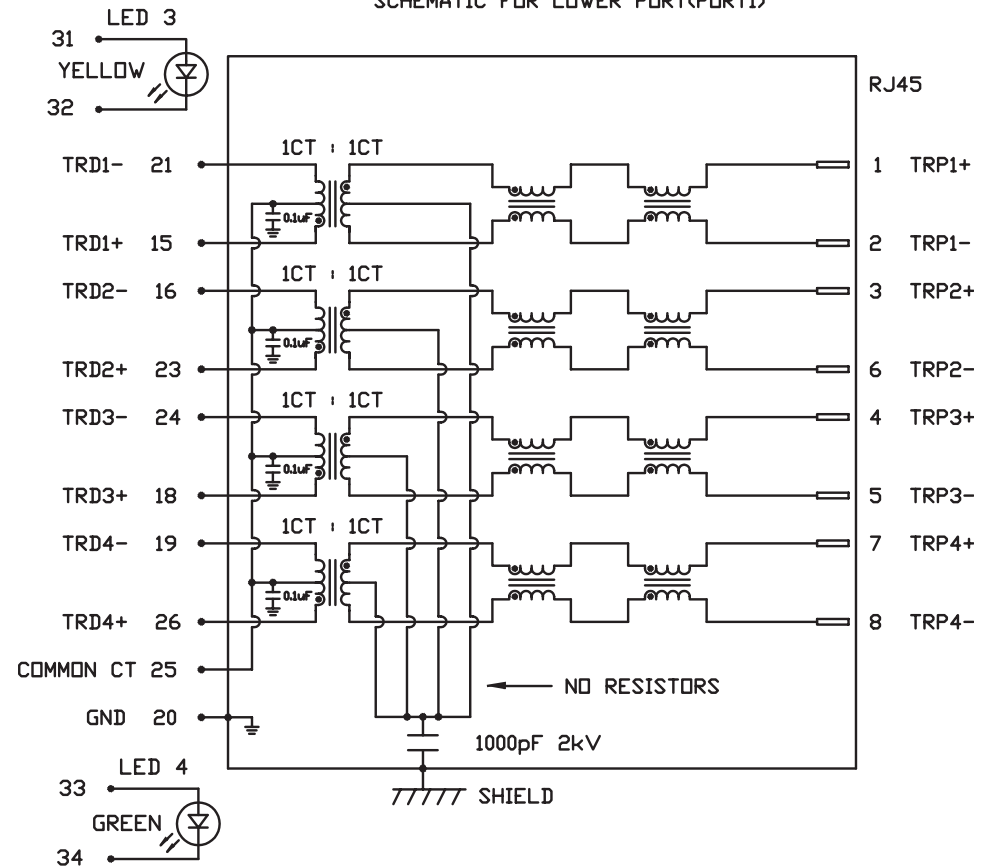 SCHEMATIC FOR LOWER PORT(PORT1)
LED 3
31
YELLOW
32
RJ45
1CT : 1CT
TRD1- 21
1 TRP1+
0.1uF
TRD1+ 15
2 TRP1-
1CT : 1CT
TRD2- 16
3 TRP2+
0.1uF
TRD2+ 23
6 TRP2-
1CT : 1CT
TRD3- 24
4 TRP3+
0.1uF
TRD3+ 18
5 TRP3-
1CT : 1CT
TRD4- 19
7 TRP4+
0.1uF
TRD4+ 26
8 TRP4-
COMMON CT 25
NO RESISTORS
GND 20
1000pF 2kV
LED 4
33
SHIELD
GREEN
34